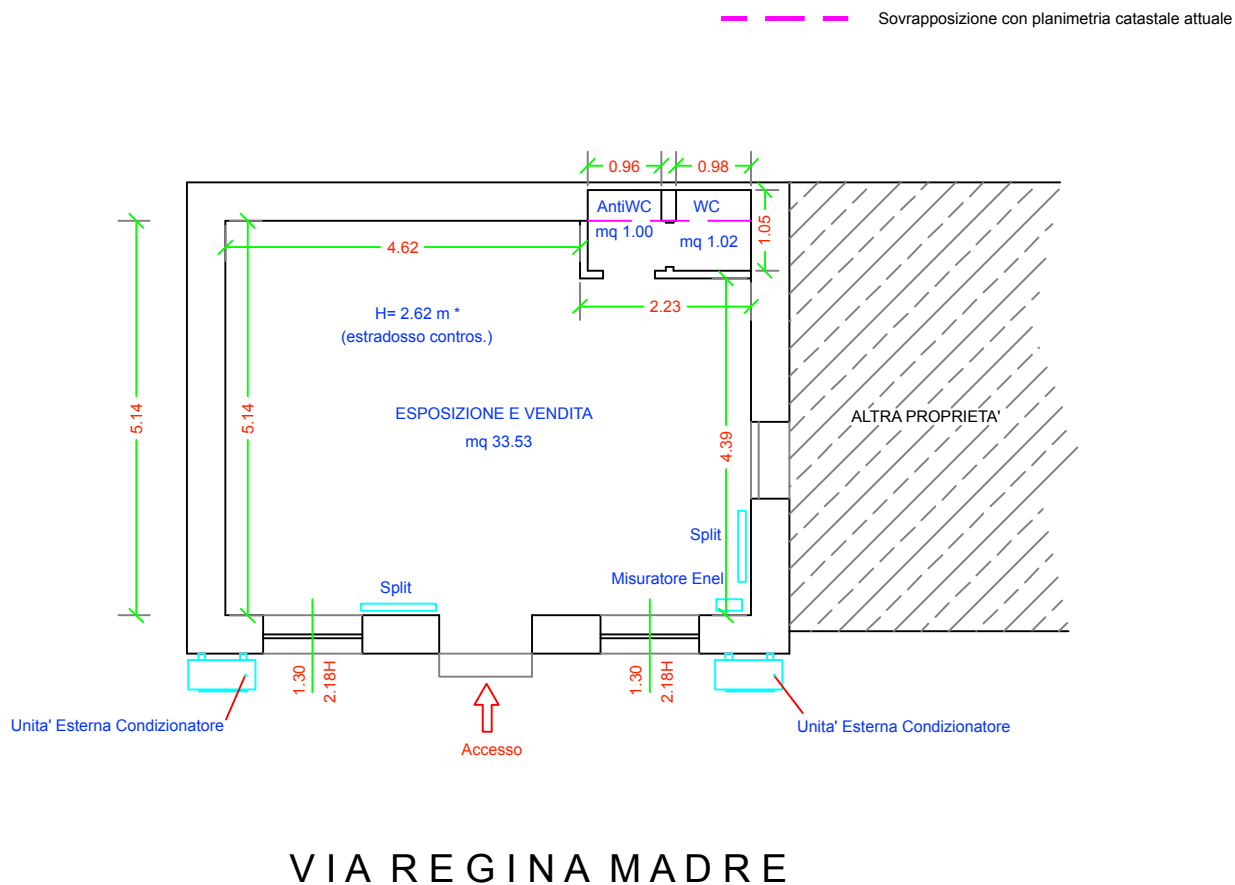 Sovrapposizione con planimetria catastale attuale
0.96
0.98
AntiWC
WC
mq 1.00
mq 1.02
1.05
4.62
2.23
H= 2.62 m *
(estradosso contros.)
5.14
5.14
ESPOSIZIONE E VENDITA
mq 33.53
4.39
ALTRA PROPRIETA'
Split
Misuratore Enel
Split
1.30
2.18H
1.30
2.18H
Unita' Esterna Condizionatore
Unita' Esterna Condizionatore
Accesso
VIA REGINA MADRE